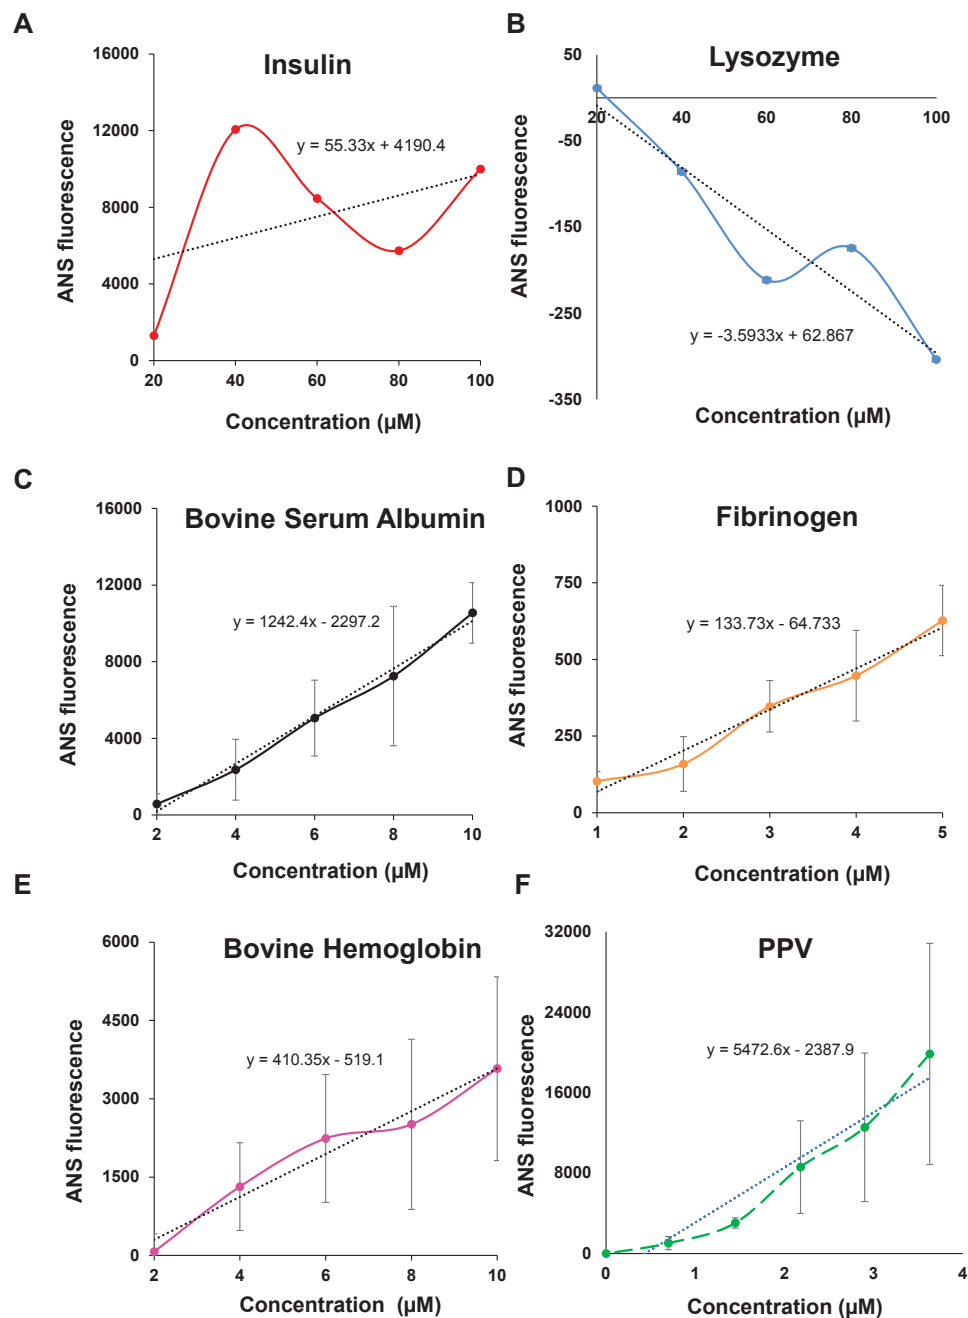 A
Insulin
16000
12000
8000
4000
0
y = 55.33x + 4190.4
ANS fluorescence
20 40 60 80 100
Concentration (µM)
B
Lysozyme
50
-50
-150
-250
-350
20 40 60 80 100
y = -3.5933x + 62.867
ANS fluorescence
Concentration (µM)
C
Bovine Serum Albumin
16000
12000
8000
4000
0
y = 1242.4x - 2297.2
ANS fluorescence
2 4 6 8 10
Concentration (µM)
D
Fibrinogen
1000
750
500
250
0
y = 133.73x - 64.733
ANS fluorescence
1 2 3 4 5
Concentration (µM)
E
Bovine Hemoglobin
6000
4500
3000
1500
0
y = 410.35x - 519.1
ANS fluorescence
2 4 6 8 10
Concentration (µM)
F
PPV
32000
24000
16000
8000
0
y = 5472.6x - 2387.9
ANS fluorescence
0 1 2 3 4
Concentration (µM)